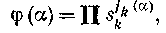 φ (α) = ∏ s_k^{j_k (α)},